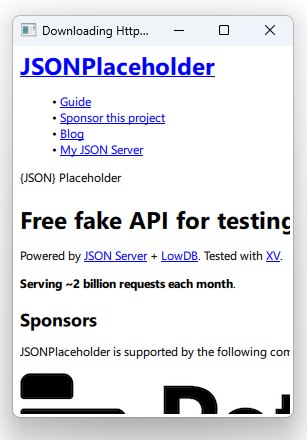 Downloading Http...
JSONPlaceholder
• Guide
• Sponsor this project
• Blog
• My JSON Server
{JSON} Placeholder
Free fake API for testing
Powered by JSON Server + LowDB. Tested with XV.
Serving ~2 billion requests each month.
Sponsors
JSONPlaceholder is supported by the following com